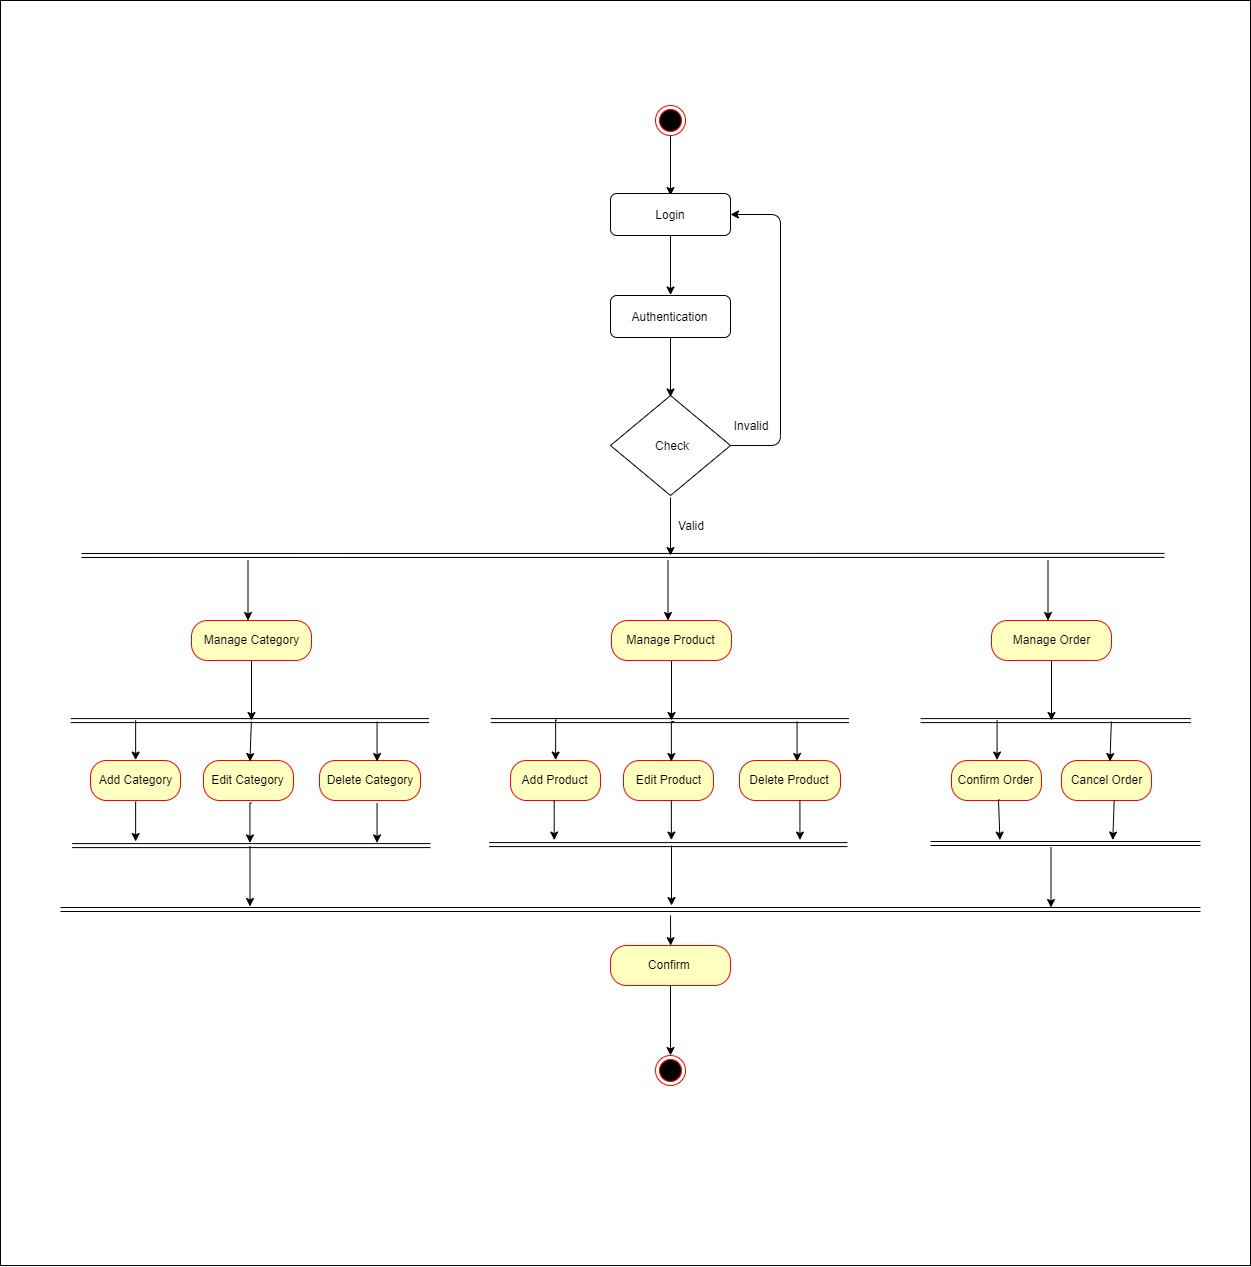 Login
Authentication
Invalid
Check
Valid
Manage Category
Manage Product
Manage Order
Add Category
Edit Category
Delete Category
Add Product
Edit Product
Delete Product
Confirm Order
Cancel Order
Confirm